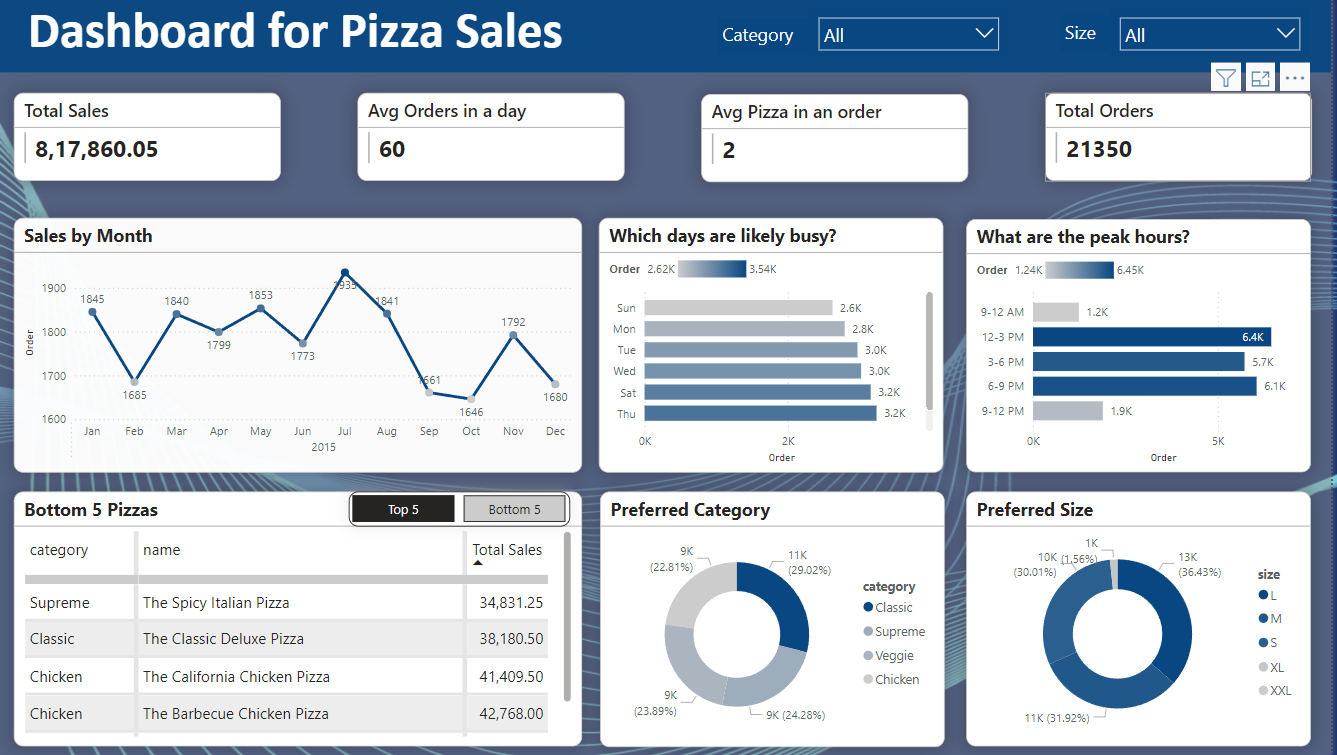 Dashboard for Pizza Sales
Category
All
Size
All
Total Sales
8,17,860.05
Avg Orders in a day
60
Avg Pizza in an order
2
Total Orders
21350
Sales by Month
Order
1900
1800
1700
1600
1845
1685
1840
1799
1853
1773
1935
1841
1661
1646
1792
1680
Jan Feb Mar Apr May Jun Jul Aug Sep Oct Nov Dec
2015
Which days are likely busy?
Order 2.62K 3.54K
Sun 2.6K
Mon 2.8K
Tue 3.0K
Wed 3.0K
Sat 3.2K
Thu 3.2K
0K 2K
Order
What are the peak hours?
Order 1.24K 6.45K
9-12 AM 1.2K
12-3 PM 6.4K
3-6 PM 5.7K
6-9 PM 6.1K
9-12 PM 1.9K
0K 5K
Order
Bottom 5 Pizzas
Top 5
Bottom 5
category name Total Sales
Supreme The Spicy Italian Pizza 34,831.25
Classic The Classic Deluxe Pizza 38,180.50
Chicken The California Chicken Pizza 41,409.50
Chicken The Barbecue Chicken Pizza 42,768.00
Preferred Category
11K
(29.02%)
9K (24.28%)
9K
(23.89%)
9K
(22.81%)
category
Classic
Supreme
Veggie
Chicken
Preferred Size
13K
(36.43%)
11K (31.92%)
10K
(30.01%)
1K
(1.56%)
size
L
M
S
XL
XXL